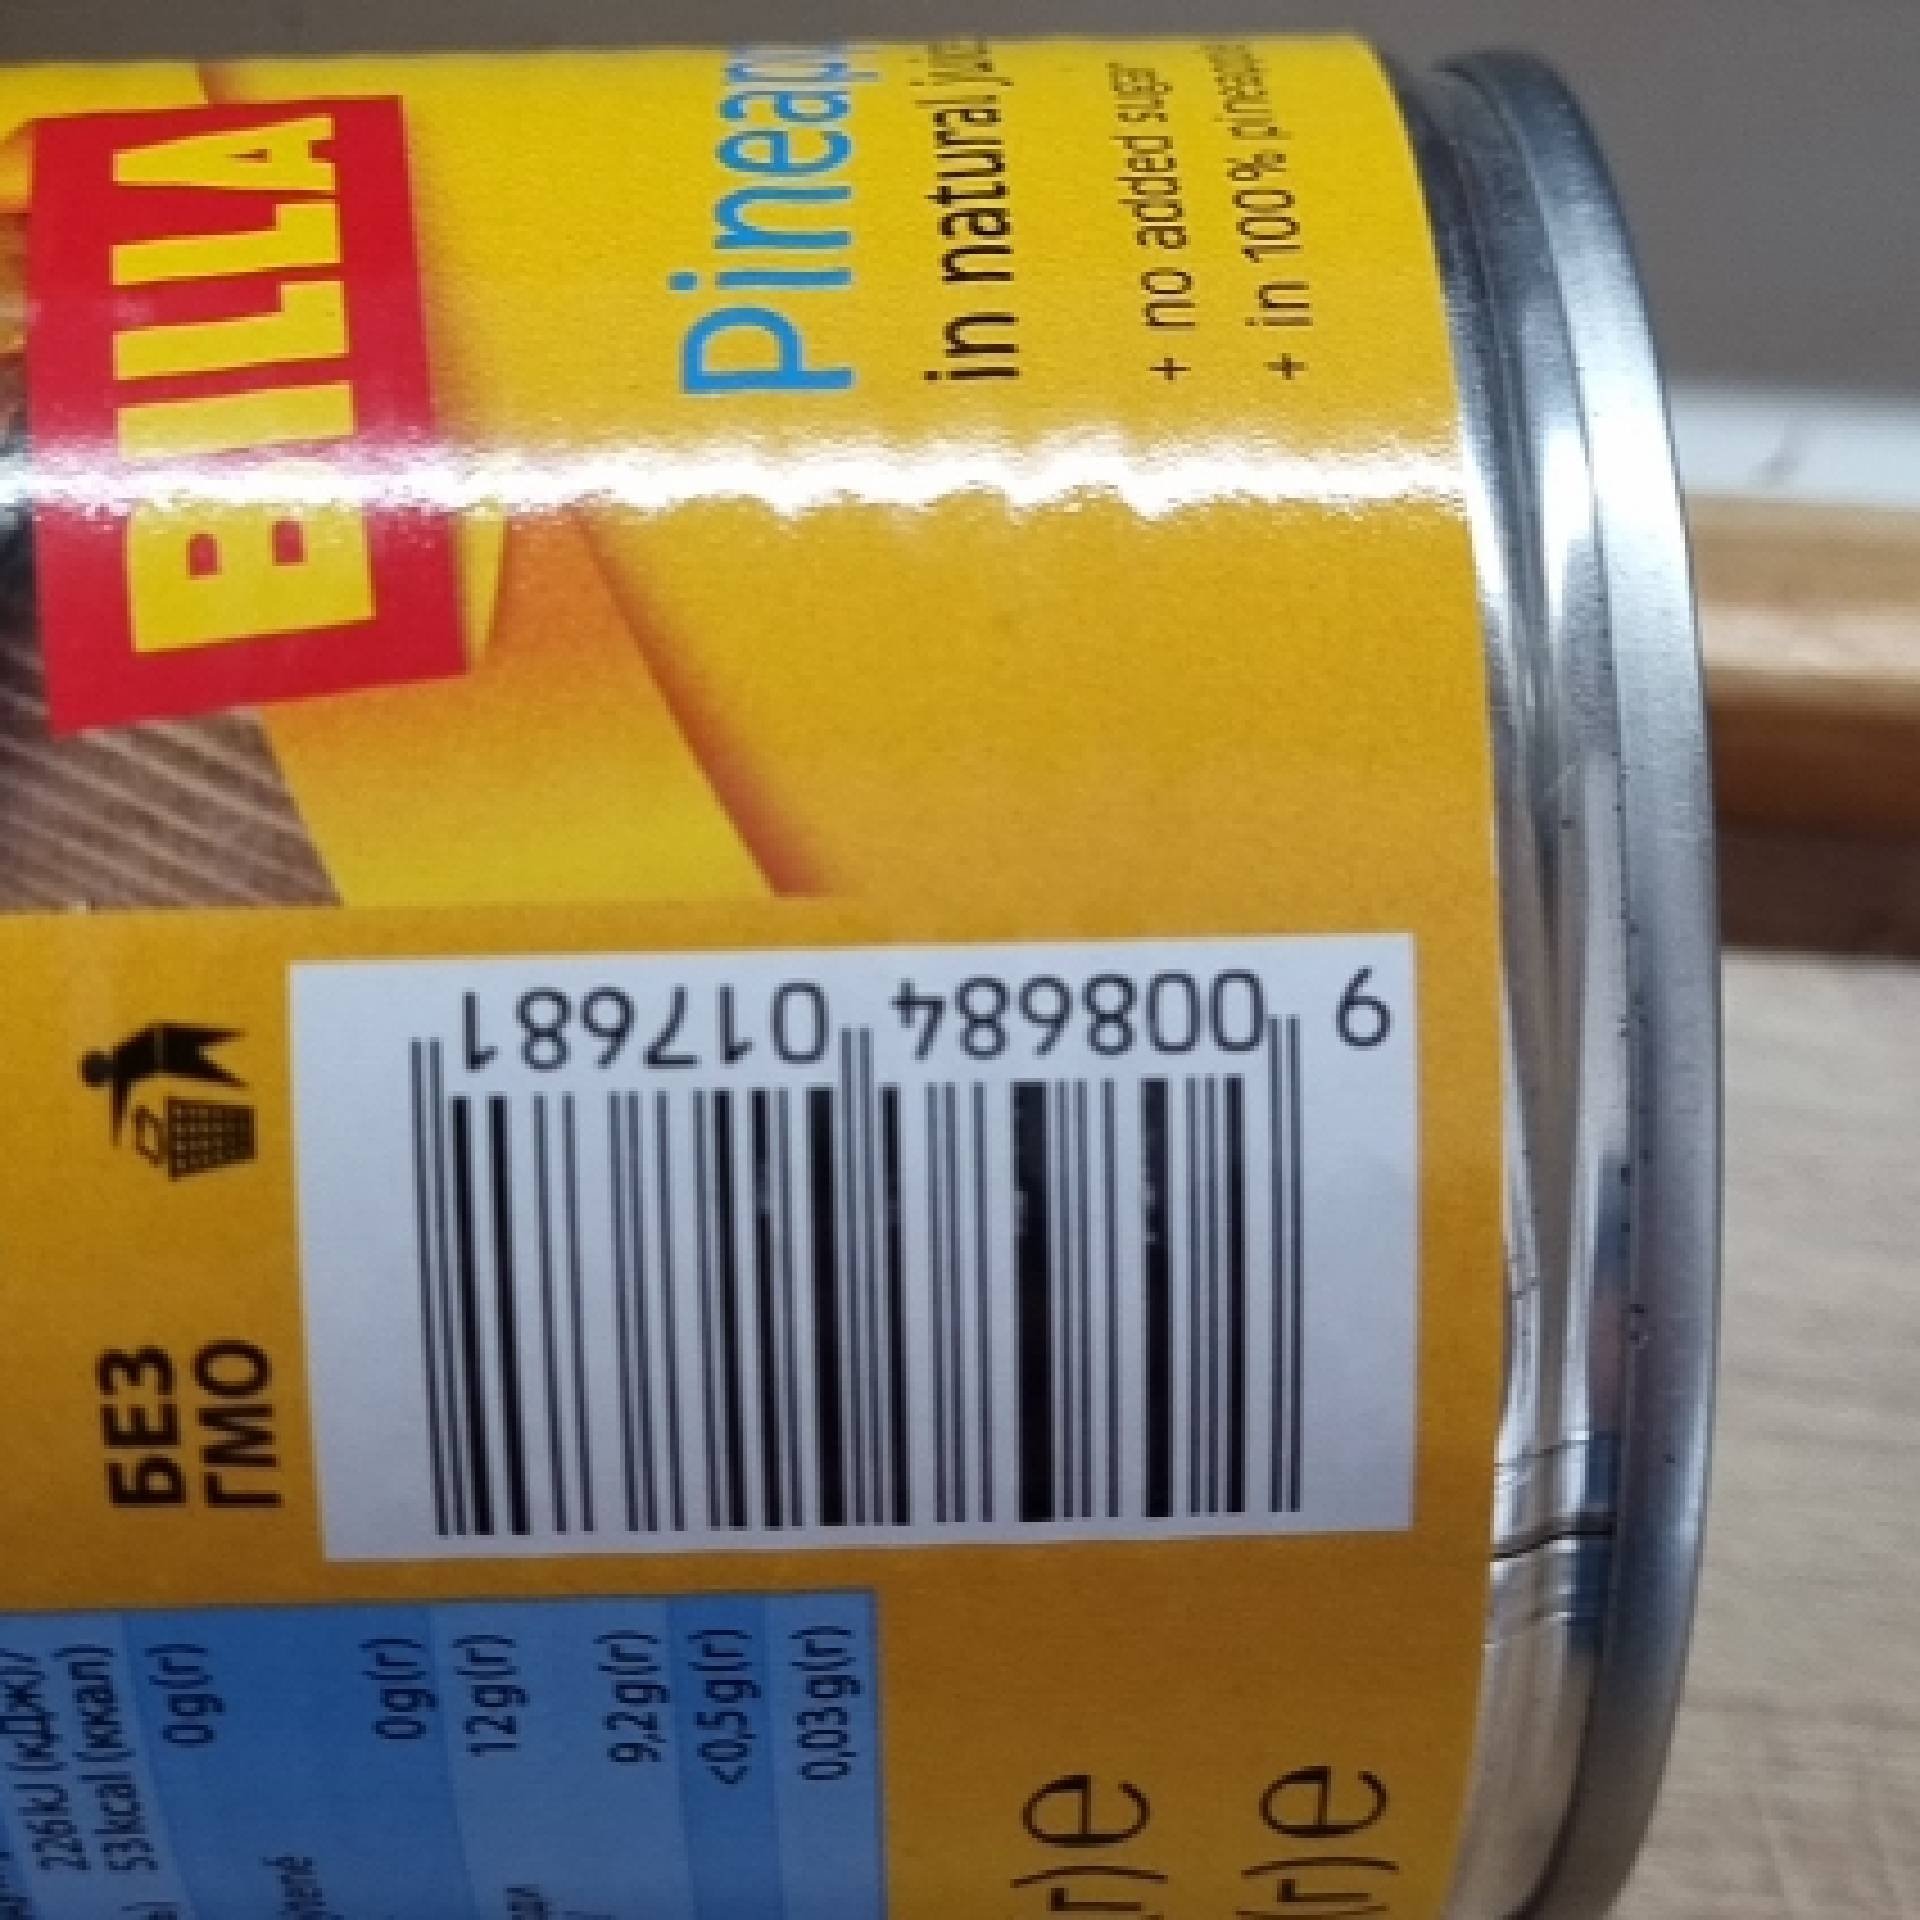 BILLA
in natural
+ no added sugar
+ in 100% pineapple
9 008684 017681
БЕЗ
ГМО
226kJ (кДж)/
53kcal (ккал)
0g(г)
0g(г)
12g(г)
9,2g(г)
<0,5g(г)
0,03g(г)
(г)e
(г)e